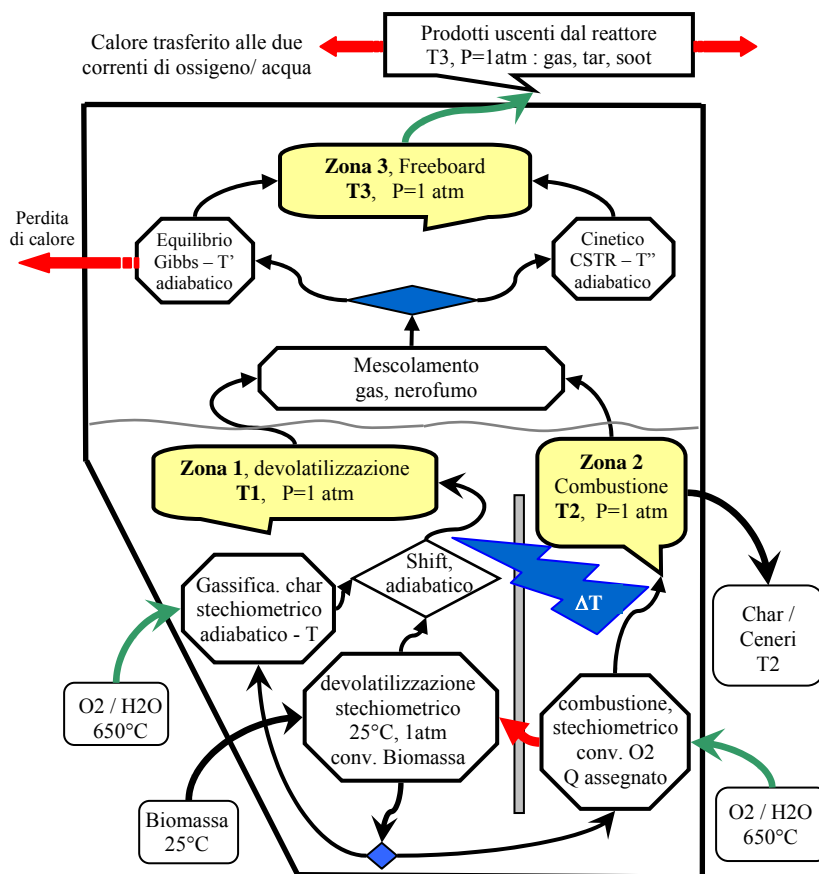 Calore trasferito alle due
correnti di ossigeno/ acqua
Prodotti uscenti dal reattore
T3, P=1atm : gas, tar, soot
Zona 3, Freeboard
T3, P=1 atm
Perdita
di calore
Equilibrio
Gibbs – T'
adiabatico
Cinetico
CSTR – T”
adiabatico
Mescolamento
gas, nerofumo
Zona 1, devolatilizzazione
T1, P=1 atm
Zona 2
Combustione
T2, P=1 atm
Gassifica. char
stechiometrico
adiabatico - T
Shift,
adiabatico
ΔT
Char /
Ceneri
T2
O2 / H2O
650°C
devolatilizzazione
stechiometrico
25°C, 1atm
conv. Biomassa
combustione,
stechiometrico
conv. O2
Q assegnato
Biomassa
25°C
O2 / H2O
650°C